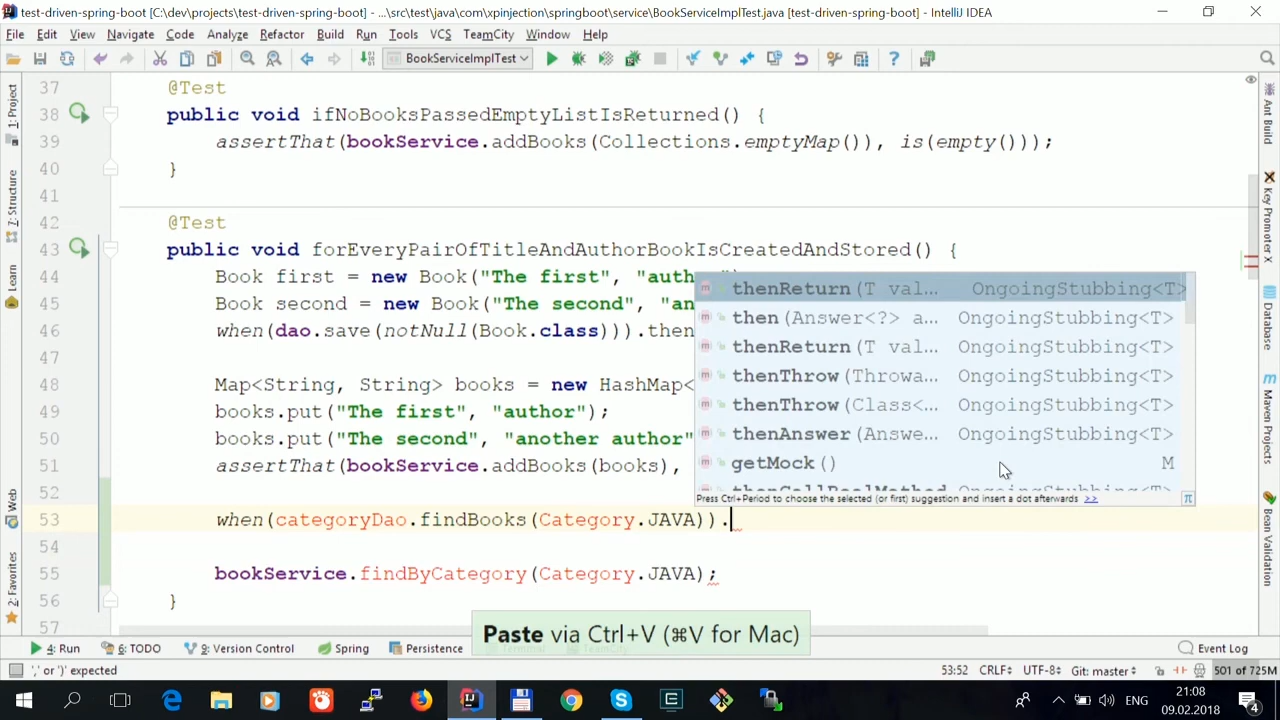 test-driven-spring-boot [C:\dev\projects\test-driven-spring-boot] - ...\src\test\java\com\xpinjection\springboot\service\BookServiceImplTest.java [test-driven-spring-boot] - IntelliJ IDEA
File Edit View Navigate Code Analyze Refactor Build Run Tools VCS TeamCity Window Help
BookServiceImplTest
1: Project
7: Structure
Learn
Web
2: Favorites
Ant Build
Key Promoter X
Database
Maven Projects
Bean Validation
37 @Test
38 public void ifNoBooksPassedEmptyListIsReturned() {
39 assertThat(bookService.addBooks(Collections.emptyMap()), is(empty()));
40 }
41
42 @Test
43 public void forEveryPairOfTitleAndAuthorBookIsCreatedAndStored() {
44 Book first = new Book("The first", "auth
45 Book second = new Book("The second", "an
46 when(dao.save(notNull(Book.class))).then
47
48 Map<String, String> books = new HashMap<
49 books.put("The first", "author");
50 books.put("The second", "another author"
51 assertThat(bookService.addBooks(books),
52
53 when(categoryDao.findBooks(Category.JAVA)).
54
55 bookService.findByCategory(Category.JAVA);
56 }
57
thenReturn(T val... OngoingStubbing<T>
then(Answer<?> a... OngoingStubbing<T>
thenReturn(T val... OngoingStubbing<T>
thenThrow(Throwa... OngoingStubbing<T>
thenThrow(Class<... OngoingStubbing<T>
thenAnswer(Answe... OngoingStubbing<T>
getMock() M
thenCallRealMethod OngoingStubbing<T>
Press Ctrl+Period to choose the selected (or first) suggestion and insert a dot afterwards >> π
Paste via Ctrl+V (⌘V for Mac)
4: Run 6: TODO 9: Version Control Spring Persistence Terminal TeamCity Event Log
',' or ')' expected 53:52 CRLF UTF-8 Git: master 501 of 725M
ENG 21:08
09.02.2018 4